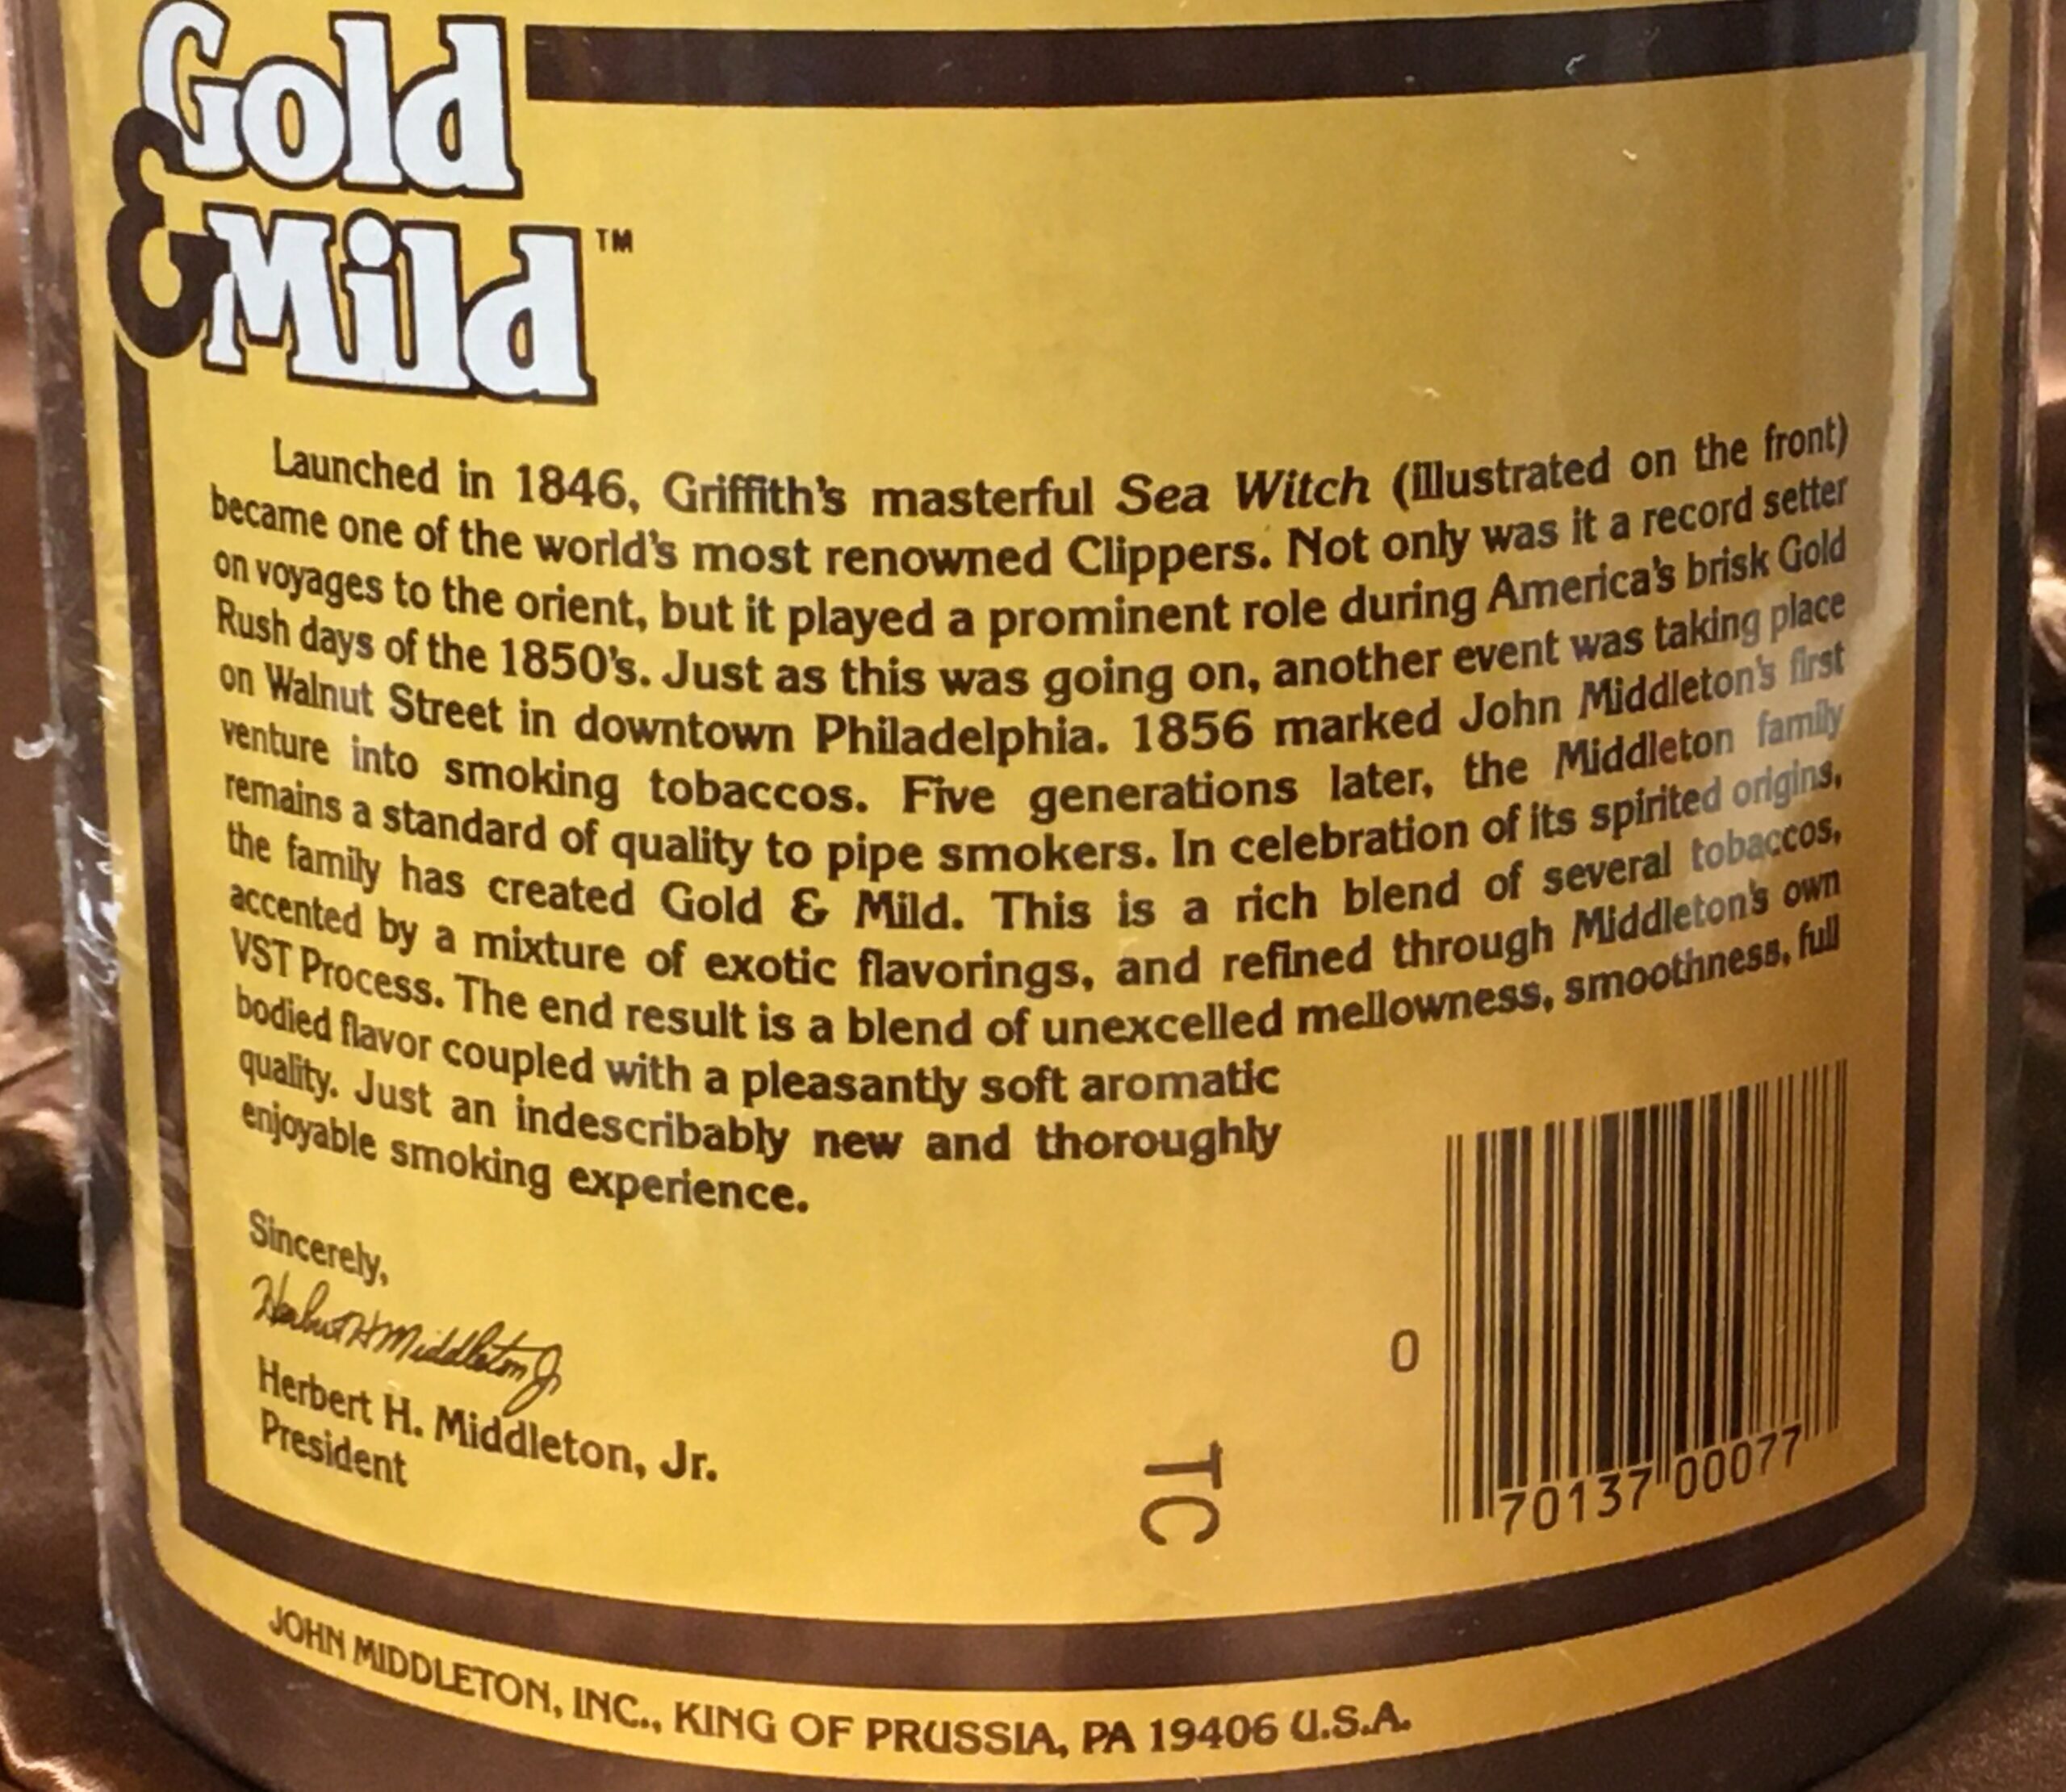 Gold
& Mild™
Launched in 1846, Griffith's masterful Sea Witch (illustrated on the front)
became one of the world's most renowned Clippers. Not only was it a record setter
on voyages to the orient, but it played a prominent role during America's brisk Gold
Rush days of the 1850's. Just as this was going on, another event was taking place
on Walnut Street in downtown Philadelphia. 1856 marked John Middleton's first
venture into smoking tobaccos. Five generations later, the Middleton family
remains a standard of quality to pipe smokers. In celebration of its spirited origins,
the family has created Gold & Mild. This is a rich blend of several tobaccos,
accented by a mixture of exotic flavorings, and refined through Middleton's own
VST Process. The end result is a blend of unexcelled mellowness, smoothness, full
bodied flavor coupled with a pleasantly soft aromatic
quality. Just an indescribably new and thoroughly
enjoyable smoking experience.
Sincerely,
Herbert H Middleton Jr
Herbert H. Middleton, Jr.
President
TC
0
70137 00077
JOHN MIDDLETON, INC., KING OF PRUSSIA, PA 19406 U.S.A.